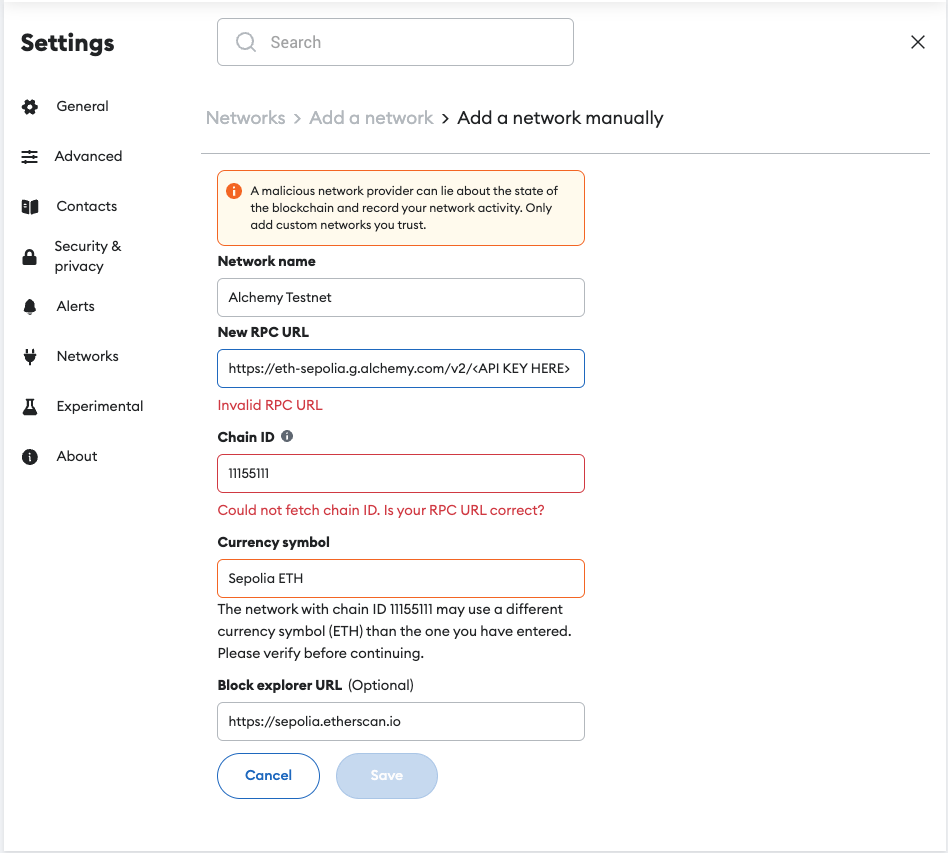 Settings
Search
General
Advanced
Contacts
Security &
privacy
Alerts
Networks
Experimental
About
Networks > Add a network > Add a network manually
A malicious network provider can lie about the state of
the blockchain and record your network activity. Only
add custom networks you trust.
Network name
Alchemy Testnet
New RPC URL
https://eth-sepolia.g.alchemy.com/v2/<API KEY HERE>
Invalid RPC URL
Chain ID
11155111
Could not fetch chain ID. Is your RPC URL correct?
Currency symbol
Sepolia ETH
The network with chain ID 11155111 may use a different
currency symbol (ETH) than the one you have entered.
Please verify before continuing.
Block explorer URL (Optional)
https://sepolia.etherscan.io
Cancel
Save